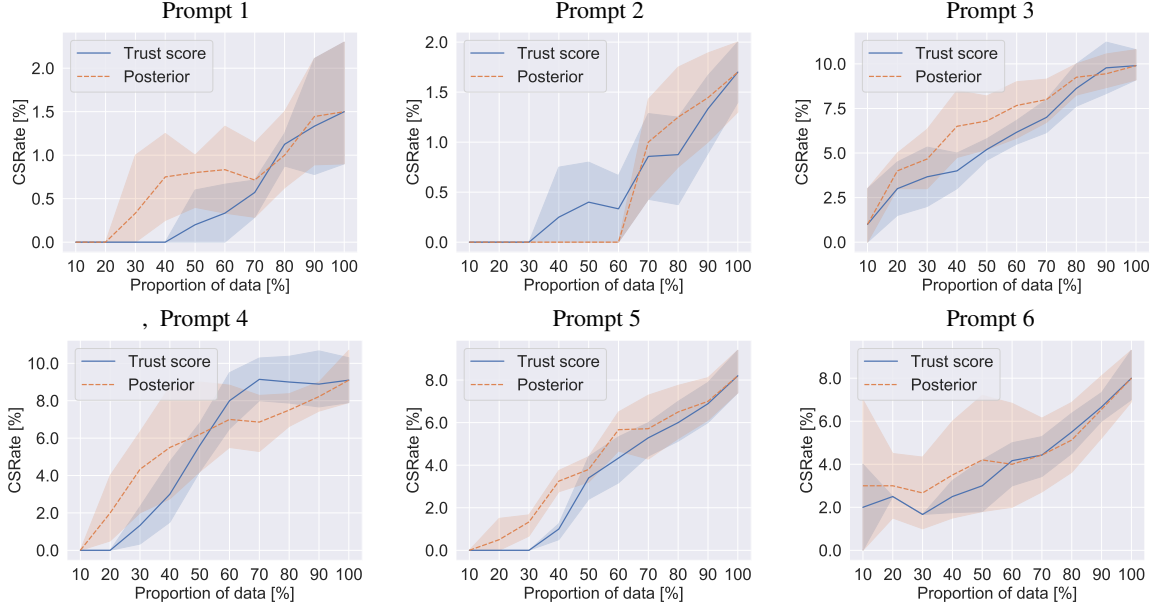 Prompt 1
CSRate [%]
2.0
1.5
1.0
0.5
0.0
Trust score
Posterior
10 20 30 40 50 60 70 80 90 100
Proportion of data [%]
Prompt 2
CSRate [%]
2.0
1.5
1.0
0.5
0.0
Trust score
Posterior
10 20 30 40 50 60 70 80 90 100
Proportion of data [%]
Prompt 3
CSRate [%]
10.0
7.5
5.0
2.5
0.0
Trust score
Posterior
10 20 30 40 50 60 70 80 90 100
Proportion of data [%]
, Prompt 4
CSRate [%]
10.0
8.0
6.0
4.0
2.0
0.0
Trust score
Posterior
10 20 30 40 50 60 70 80 90 100
Proportion of data [%]
Prompt 5
CSRate [%]
8.0
6.0
4.0
2.0
0.0
Trust score
Posterior
10 20 30 40 50 60 70 80 90 100
Proportion of data [%]
Prompt 6
CSRate [%]
8.0
6.0
4.0
2.0
0.0
Trust score
Posterior
10 20 30 40 50 60 70 80 90 100
Proportion of data [%]